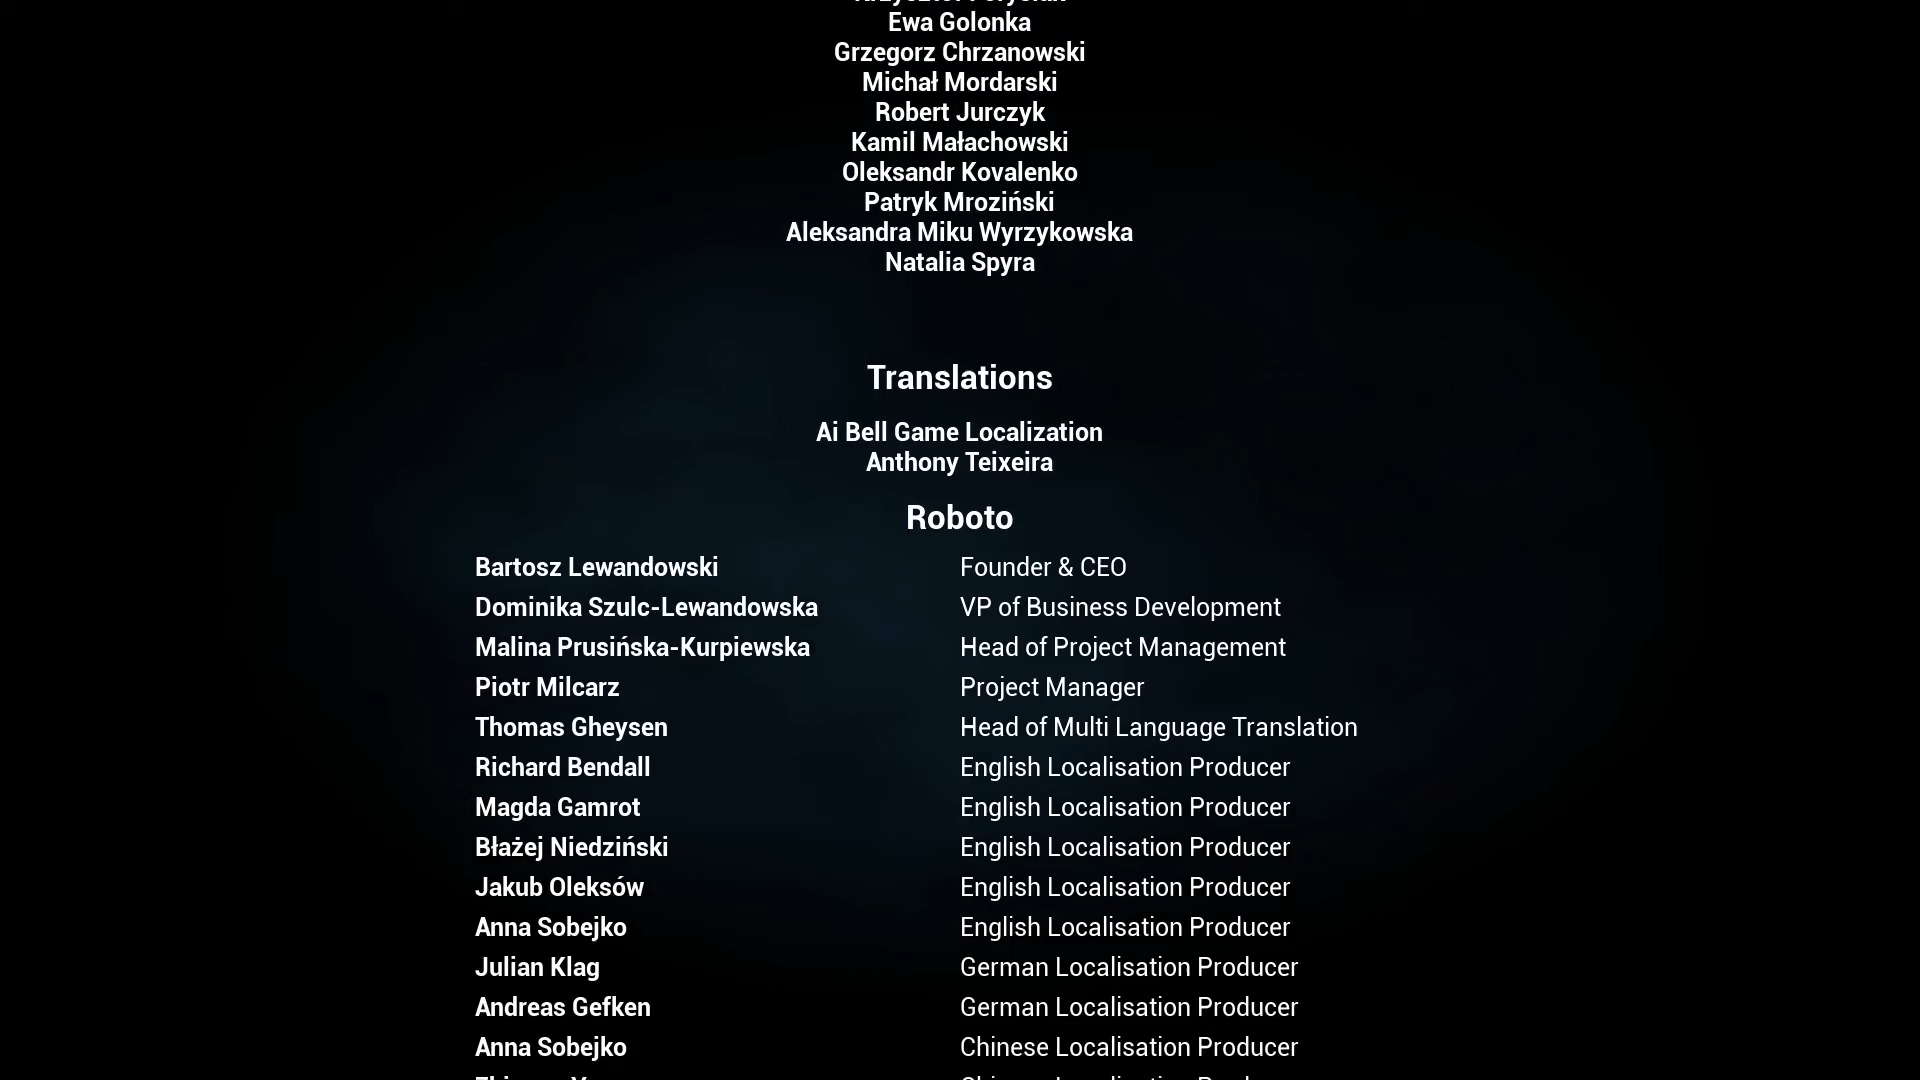 Ewa Golonka
Grzegorz Chrzanowski
Michał Mordarski
Robert Jurczyk
Kamil Małachowski
Oleksandr Kovalenko
Patryk Mroziński
Aleksandra Miku Wyrzykowska
Natalia Spyra
Translations
Ai Bell Game Localization
Anthony Teixeira
Roboto
Bartosz Lewandowski Founder & CEO
Dominika Szulc-Lewandowska VP of Business Development
Malina Prusińska-Kurpiewska Head of Project Management
Piotr Milcarz Project Manager
Thomas Gheysen Head of Multi Language Translation
Richard Bendall English Localisation Producer
Magda Gamrot English Localisation Producer
Błażej Niedziński English Localisation Producer
Jakub Oleksów English Localisation Producer
Anna Sobejko English Localisation Producer
Julian Klag German Localisation Producer
Andreas Gefken German Localisation Producer
Anna Sobejko Chinese Localisation Producer